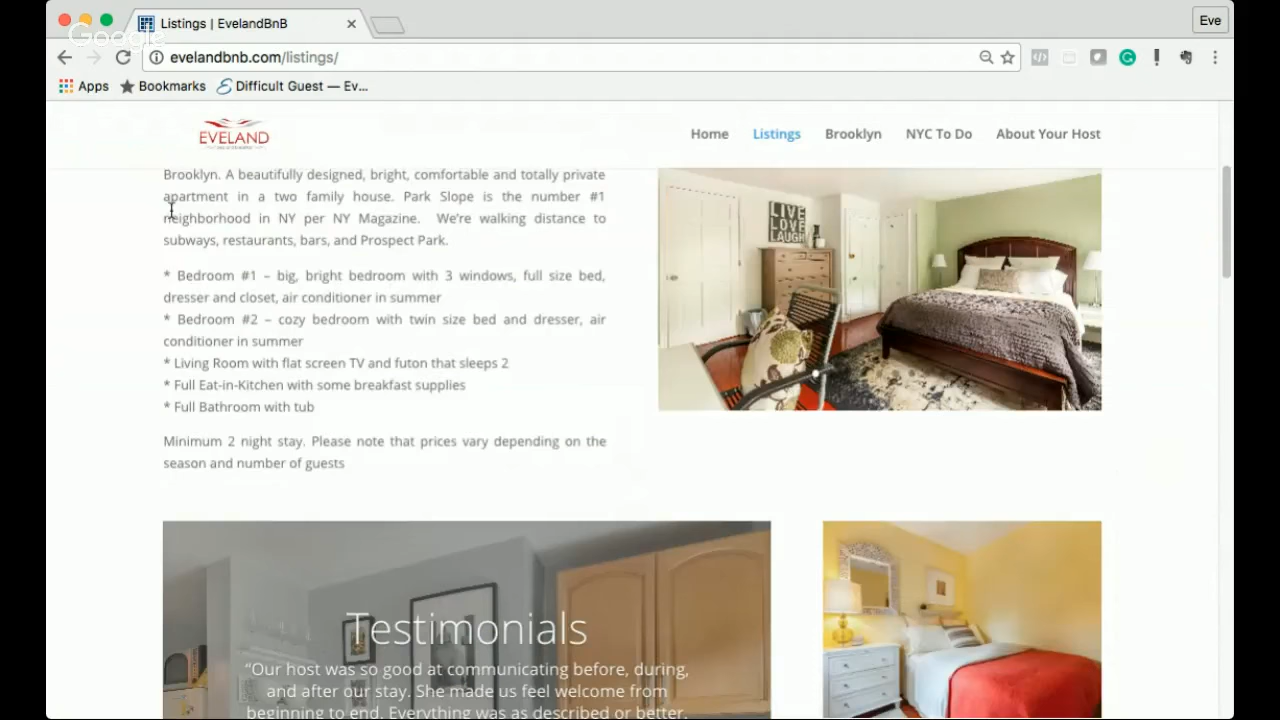 Listings | EvelandBnB
Eve
Google
evelandbnb.com/listings/
Apps Bookmarks Difficult Guest — Ev...
EVELAND
Home Listings Brooklyn NYC To Do About Your Host
Brooklyn. A beautifully designed, bright, comfortable and totally private
apartment in a two family house. Park Slope is the number #1
neighborhood in NY per NY Magazine. We're walking distance to
subways, restaurants, bars, and Prospect Park.
* Bedroom #1 – big, bright bedroom with 3 windows, full size bed,
dresser and closet, air conditioner in summer
* Bedroom #2 – cozy bedroom with twin size bed and dresser, air
conditioner in summer
* Living Room with flat screen TV and futon that sleeps 2
* Full Eat-in-Kitchen with some breakfast supplies
* Full Bathroom with tub
Minimum 2 night stay. Please note that prices vary depending on the
season and number of guests
LIVE
LOVE
LAUGH
Testimonials
"Our host was so good at communicating before, during,
and after our stay. She made us feel welcome from
beginning to end. Everything was as described or better.